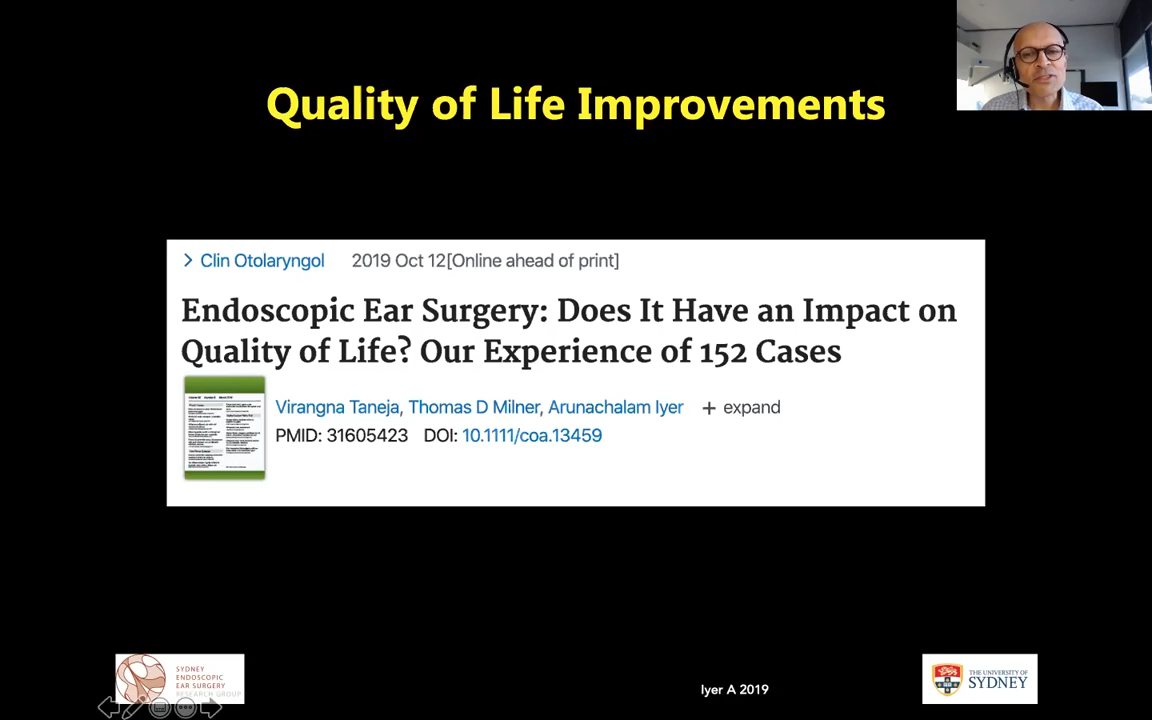 Quality of Life Improvements
> Clin Otolaryngol 2019 Oct 12[Online ahead of print]
Endoscopic Ear Surgery: Does It Have an Impact on
Quality of Life? Our Experience of 152 Cases
Virangna Taneja, Thomas D Milner, Arunachalam Iyer + expand
PMID: 31605423 DOI: 10.1111/coa.13459
SYDNEY
ENDOSCOPIC
EAR SURGERY
RESEARCH GROUP
Iyer A 2019
THE UNIVERSITY OF
SYDNEY